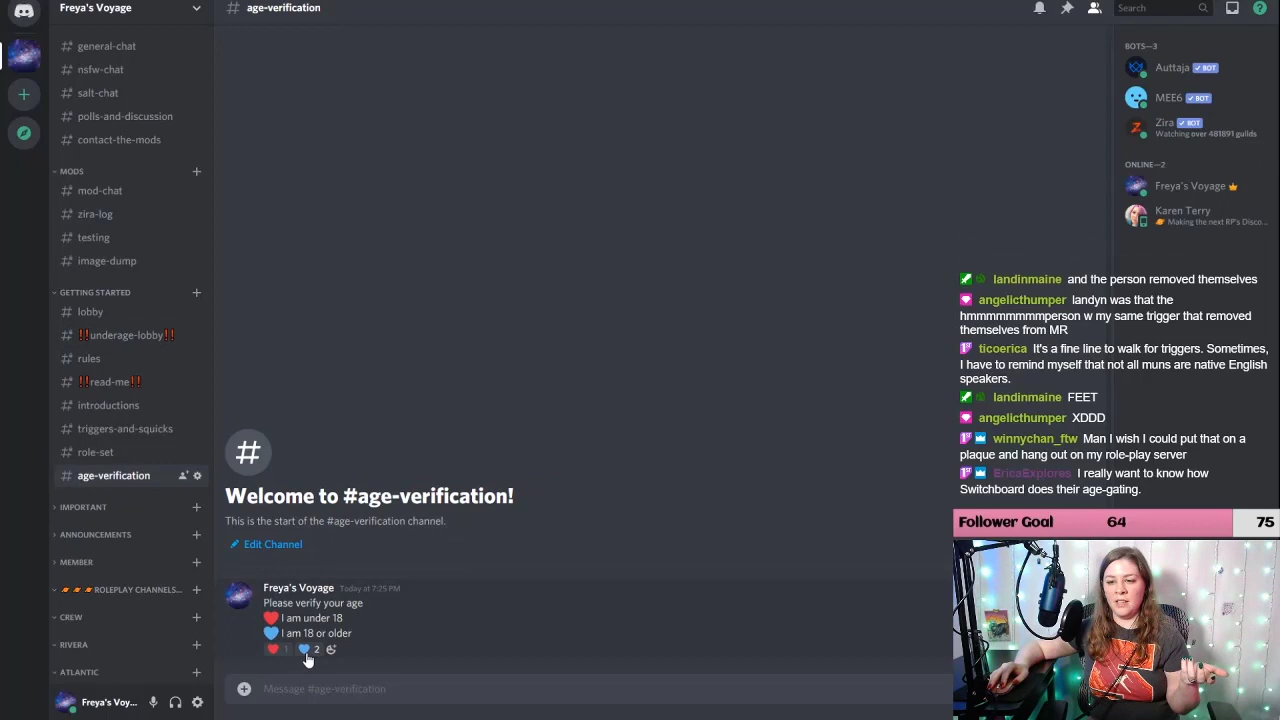 Freya's Voyage
general-chat
nsfw-chat
salt-chat
polls-and-discussion
contact-the-mods
MODS
mod-chat
zira-log
testing
image-dump
GETTING STARTED
lobby
‼️underage-lobby‼️
rules
‼️read-me‼️
introductions
triggers-and-squicks
role-set
age-verification
IMPORTANT
ANNOUNCEMENTS
MEMBER
ROLEPLAY CHANNELS...
CREW
RIVERA
ATLANTIC
Freya's Voy...
# age-verification
Search
#
Welcome to #age-verification!
This is the start of the #age-verification channel.
Edit Channel
Freya's Voyage Today at 7:25 PM
Please verify your age
❤️ I am under 18
💙 I am 18 or older
❤️ 1 💙 2
Message #age-verification
BOTS—3
Auttaja ✓ BOT
MEE6 ✓ BOT
Zira ✓ BOT
Watching over 481891 guilds
ONLINE—2
Freya's Voyage
Karen Terry
Making the next RP's Disco...
landinmaine and the person removed themselves
angelicthumper landyn was that the
hmmmmmmmmperson w my same trigger that removed
themselves from MR
1st ticoerica It's a fine line to walk for triggers. Sometimes,
I have to remind myself that not all muns are native English
speakers.
landinmaine FEET
angelicthumper XDDD
1st winnychan_ftw Man I wish I could put that on a
plaque and hang out on my role-play server
1st EricaExplores I really want to know how
Switchboard does their age-gating.
Follower Goal 64 75